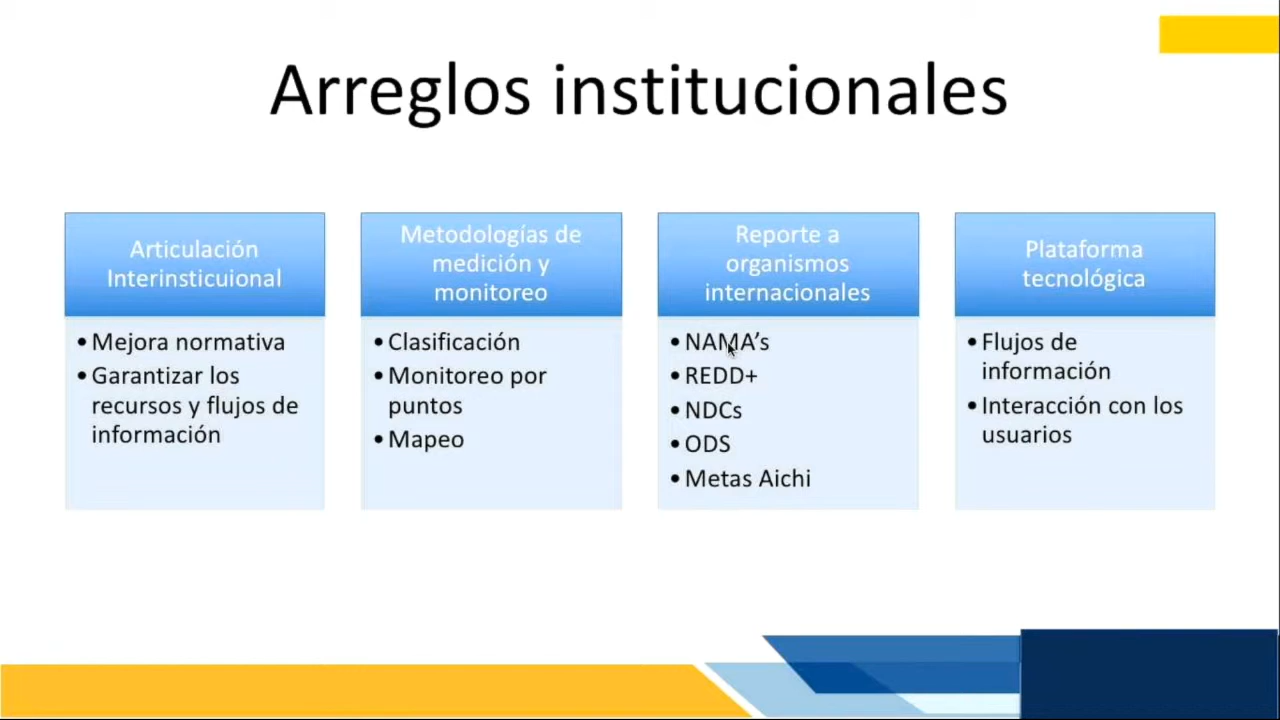 Arreglos institucionales
Articulación
Interinsticuional
• Mejora normativa
• Garantizar los
recursos y flujos de
información
Metodologías de
medición y
monitoreo
• Clasificación
• Monitoreo por
puntos
• Mapeo
Reporte a
organismos
internacionales
• NAMA’s
• REDD+
• NDCs
• ODS
• Metas Aichi
Plataforma
tecnológica
• Flujos de
información
• Interacción con los
usuarios